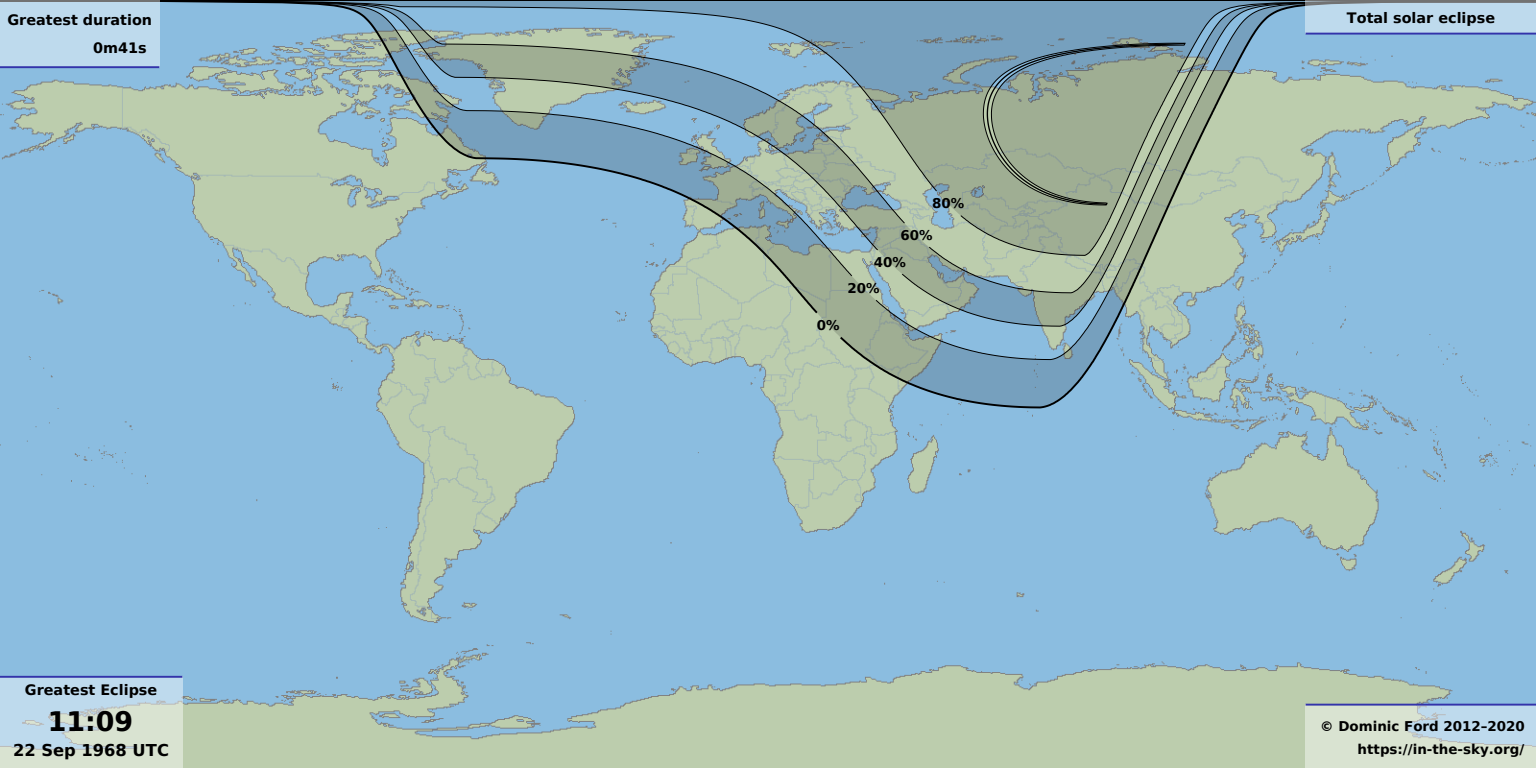 Greatest duration
0m41s
Total solar eclipse
80%
60%
40%
20%
0%
Greatest Eclipse
11:09
22 Sep 1968 UTC
© Dominic Ford 2012–2020
https://in-the-sky.org/